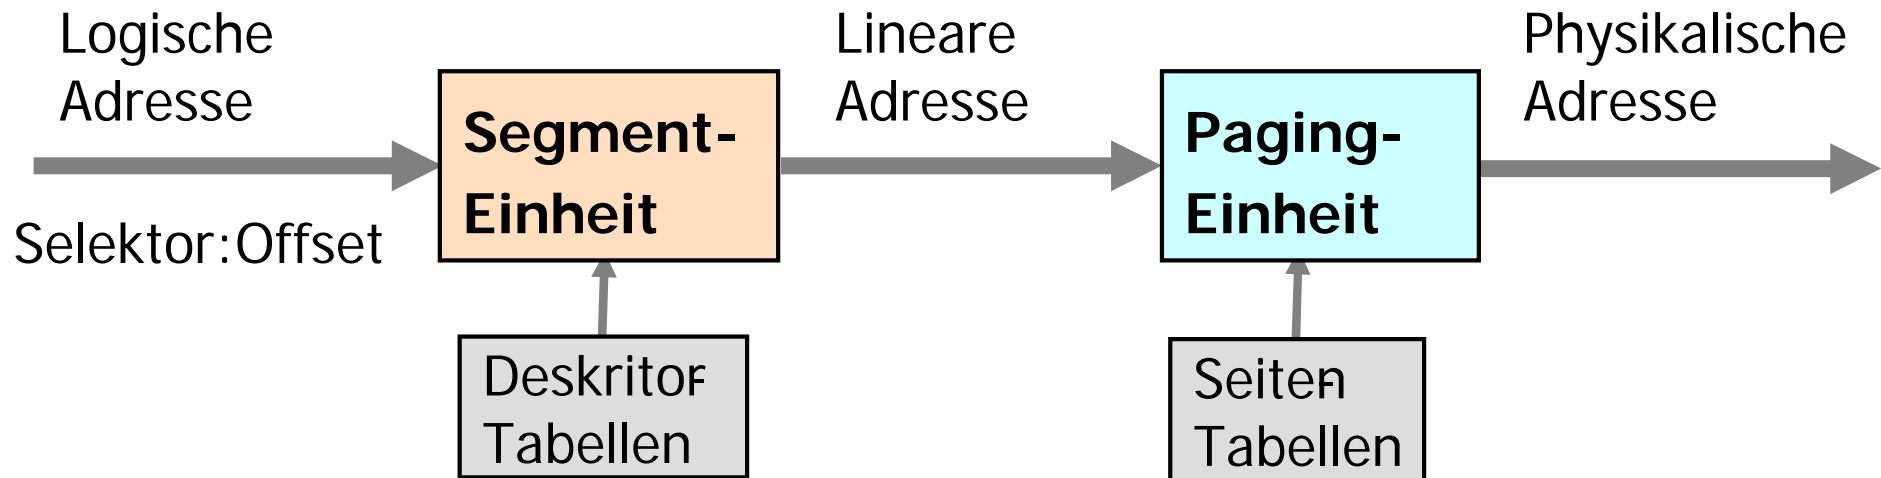 Logische
Adresse
Selektor:Offset
Segment-
Einheit
Deskritor-
Tabellen
Lineare
Adresse
Paging-
Einheit
Seiten-
Tabellen
Physikalische
Adresse